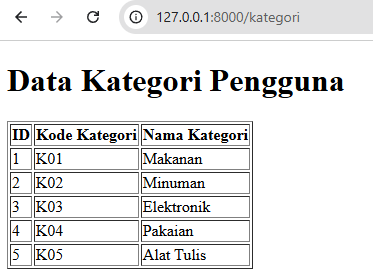 127.0.0.1:8000/kategori
Data Kategori Pengguna
ID Kode Kategori Nama Kategori
1 K01 Makanan
2 K02 Minuman
3 K03 Elektronik
4 K04 Pakaian
5 K05 Alat Tulis